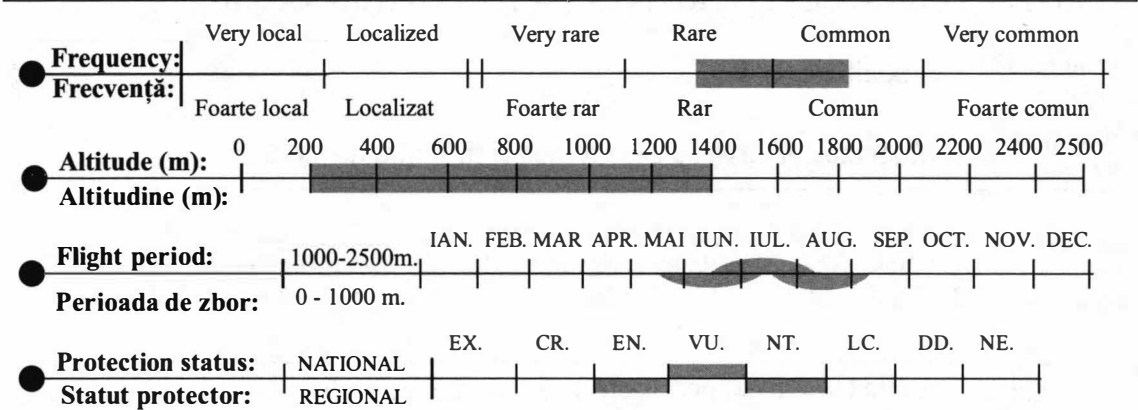 Very local Localized Very rare Rare Common Very common
Frequency:
Frecvență:
Foarte local Localizat Foarte rar Rar Comun Foarte comun
Altitude (m): 0 200 400 600 800 1000 1200 1400 1600 1800 2000 2200 2400 2500
Altitudine (m):
IAN. FEB. MAR APR. MAI IUN. IUL. AUG. SEP. OCT. NOV. DEC.
Flight period: 1000-2500m.
Perioada de zbor: 0 - 1000 m.
EX. CR. EN. VU. NT. LC. DD. NE.
Protection status: NATIONAL
Statut protector: REGIONAL